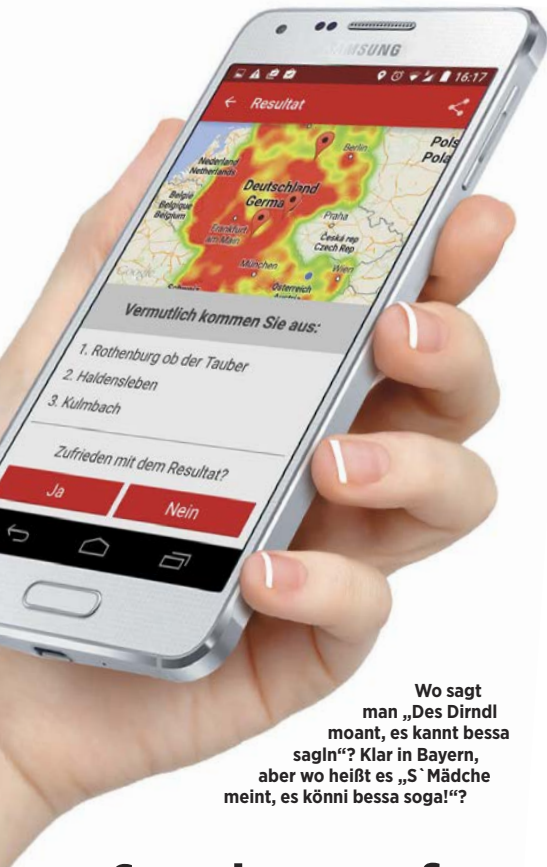 SAMSUNG
16:17
Resultat
Pols
Pola
Berlin
Nederland
Netherlands
Deutschland
Germa
België
Belgique
Belgium
Frankfurt
am Main
Praha
Česká rep
Czech Rep
München
Wien
Österreich
Google
Vermutlich kommen Sie aus:
1. Rothenburg ob der Tauber
2. Haldensleben
3. Kulmbach
Zufrieden mit dem Resultat?
Ja
Nein
Wo sagt
man „Des Dirndl
moant, es kannt bessa
sagln“? Klar in Bayern,
aber wo heißt es „S`Mädche
meint, es könni bessa soga!“?